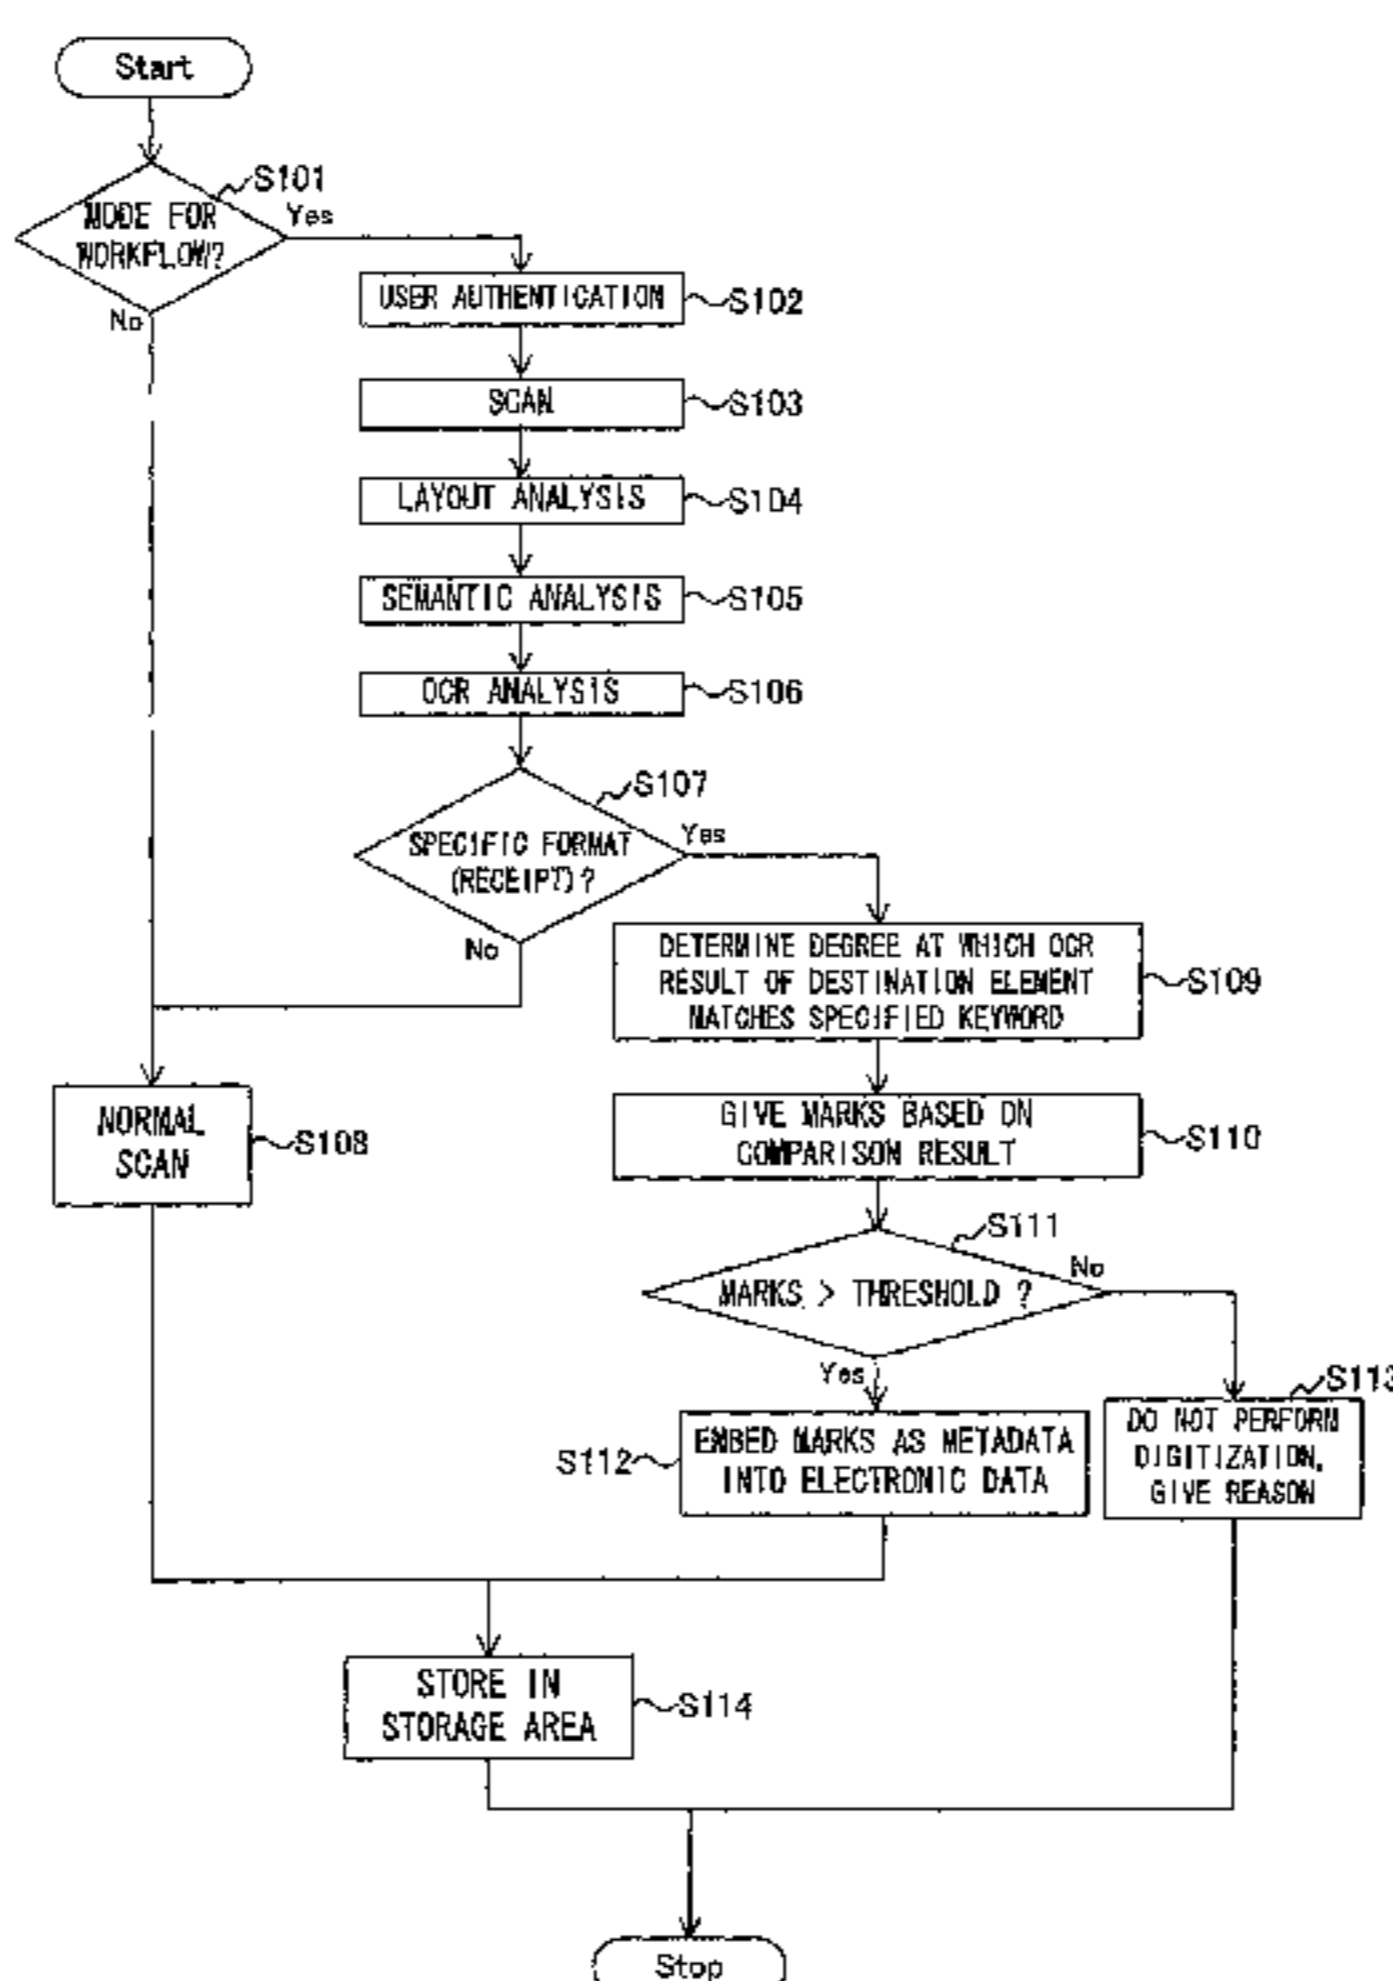 Start
S101
MODE FOR
WORKFLOW?
Yes
No
USER AUTHENTICATION
S102
SCAN
S103
LAYOUT ANALYSIS
S104
SEMANTIC ANALYSIS
S105
OCR ANALYSIS
S106
S107
SPECIFIC FORMAT
(RECEIPT)?
Yes
No
DETERMINE DEGREE AT WHICH OCR
RESULT OF DESTINATION ELEMENT
MATCHES SPECIFIED KEYWORD
S109
NORMAL
SCAN
S108
GIVE MARKS BASED ON
COMPARISON RESULT
S110
S111
MARKS > THRESHOLD ?
No
Yes
S112
EMBED MARKS AS METADATA
INTO ELECTRONIC DATA
S113
DO NOT PERFORM
DIGITIZATION,
GIVE REASON
STORE IN
STORAGE AREA
S114
Stop